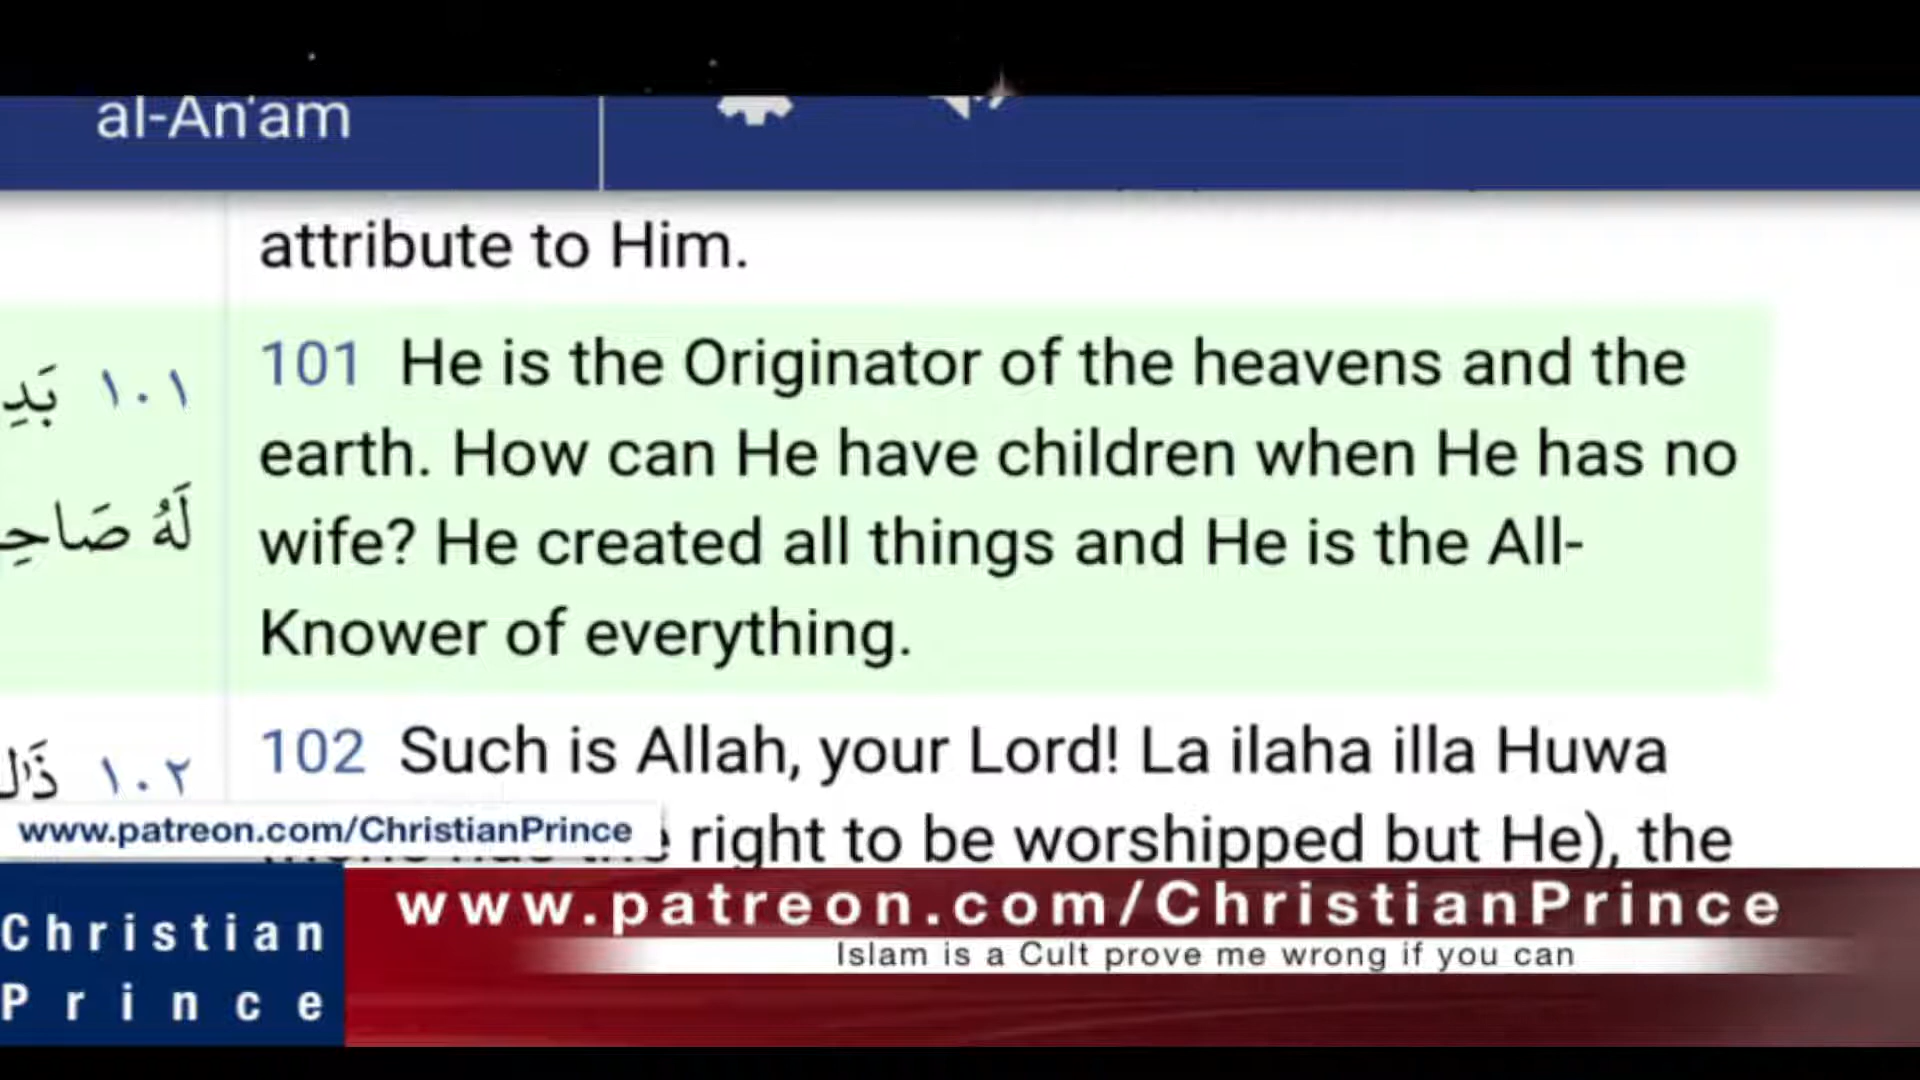 al-An'am
attribute to Him.
101 He is the Originator of the heavens and the
earth. How can He have children when He has no
wife? He created all things and He is the All-
Knower of everything.
١٠١ بَدِ
لَهُ صَاحِ
102 Such is Allah, your Lord! La ilaha illa Huwa
right to be worshipped but He), the
١٠٢ ذَٰل
www.patreon.com/ChristianPrince
Christian
Prince
www.patreon.com/ChristianPrince
Islam is a Cult prove me wrong if you can